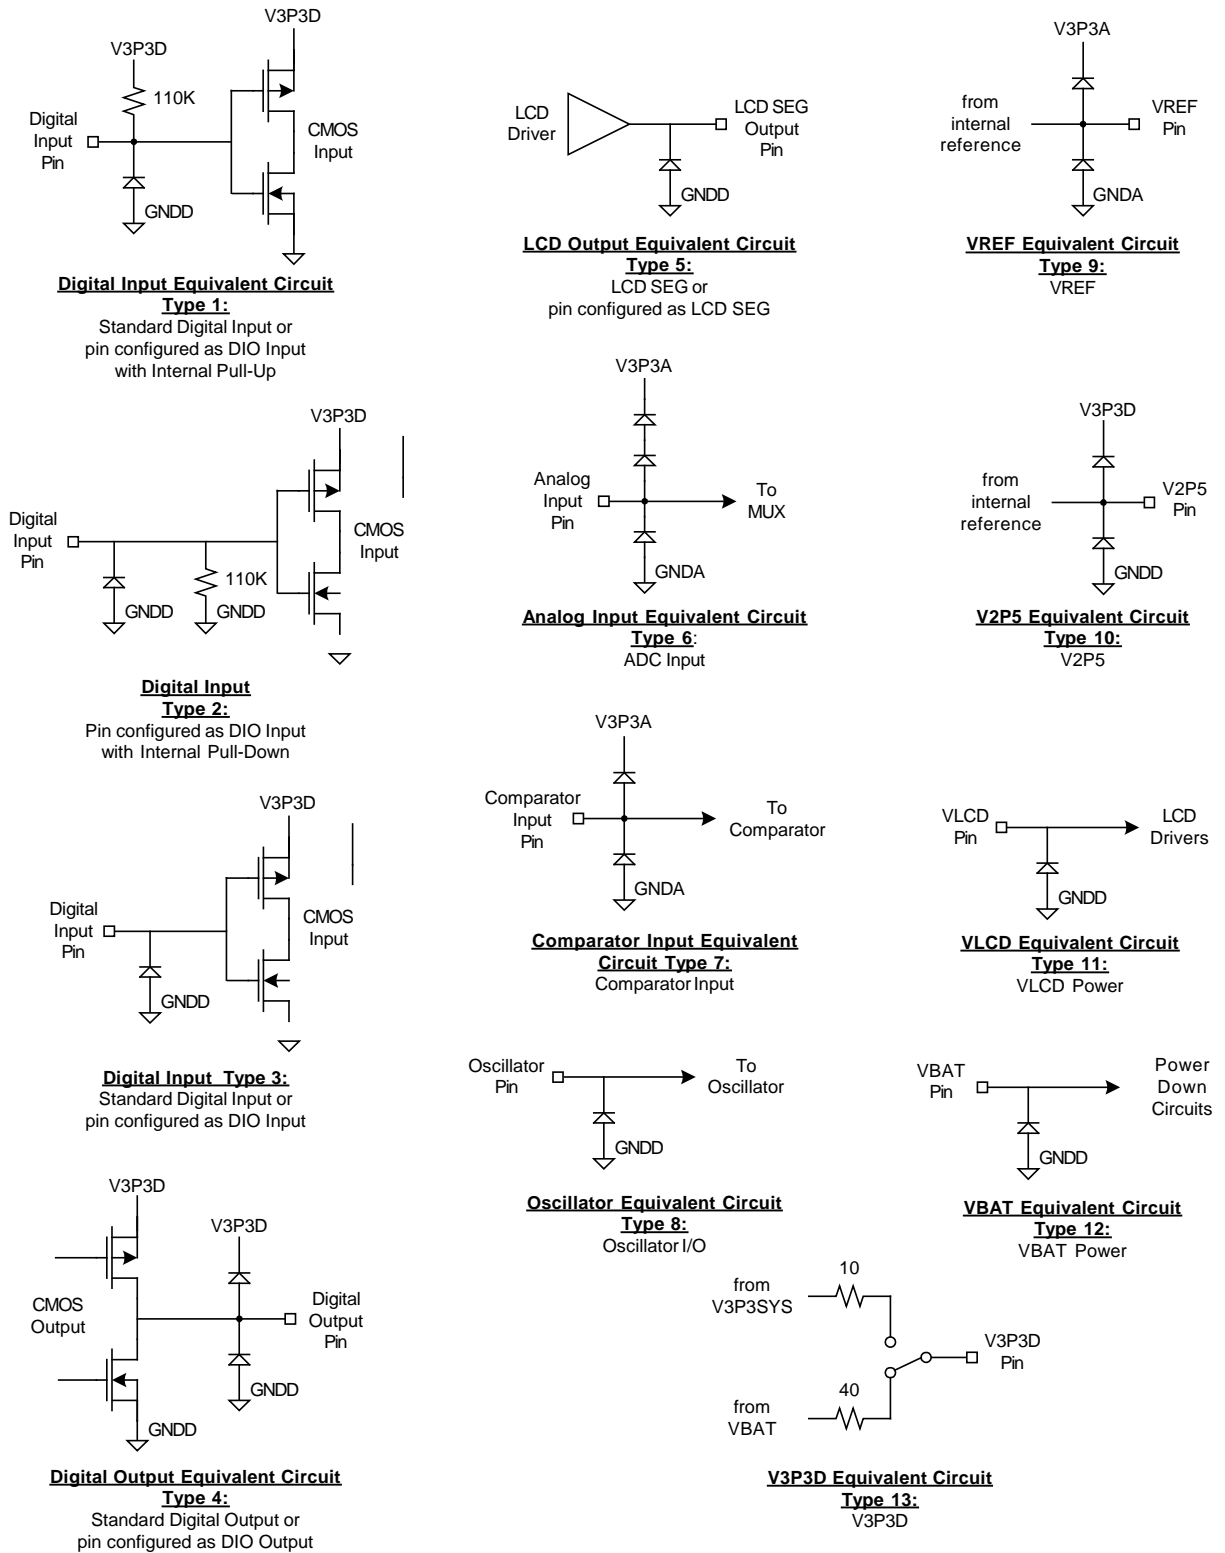 V3P3D
V3P3D
110K
Digital
Input
Pin
CMOS
Input
GNDD
Digital Input Equivalent Circuit
Type 1:
Standard Digital Input or
pin configured as DIO Input
with Internal Pull-Up
V3P3D
Digital
Input
Pin
CMOS
Input
110K
GNDD
GNDD
Digital Input
Type 2:
Pin configured as DIO Input
with Internal Pull-Down
V3P3D
Digital
Input
Pin
CMOS
Input
GNDD
Digital Input Type 3:
Standard Digital Input or
pin configured as DIO Input
V3P3D
V3P3D
CMOS
Output
Digital
Output
Pin
GNDD
GNDD
Digital Output Equivalent Circuit
Type 4:
Standard Digital Output or
pin configured as DIO Output
LCD
Driver
LCD SEG
Output
Pin
GNDD
LCD Output Equivalent Circuit
Type 5:
LCD SEG or
pin configured as LCD SEG
V3P3A
Analog
Input
Pin
To
MUX
GNDA
Analog Input Equivalent Circuit
Type 6:
ADC Input
V3P3A
Comparator
Input
Pin
To
Comparator
GNDA
Comparator Input Equivalent
Circuit Type 7:
Comparator Input
Oscillator
Pin
To
Oscillator
GNDD
Oscillator Equivalent Circuit
Type 8:
Oscillator I/O
V3P3A
from
internal
reference
VREF
Pin
GNDA
VREF Equivalent Circuit
Type 9:
VREF
V3P3D
from
internal
reference
V2P5
Pin
GNDD
V2P5 Equivalent Circuit
Type 10:
V2P5
VLCD
Pin
LCD
Drivers
GNDD
VLCD Equivalent Circuit
Type 11:
VLCD Power
VBAT
Pin
Power
Down
Circuits
GNDD
VBAT Equivalent Circuit
Type 12:
VBAT Power
10
from
V3P3SYS
V3P3D
Pin
40
from
VBAT
V3P3D Equivalent Circuit
Type 13:
V3P3D